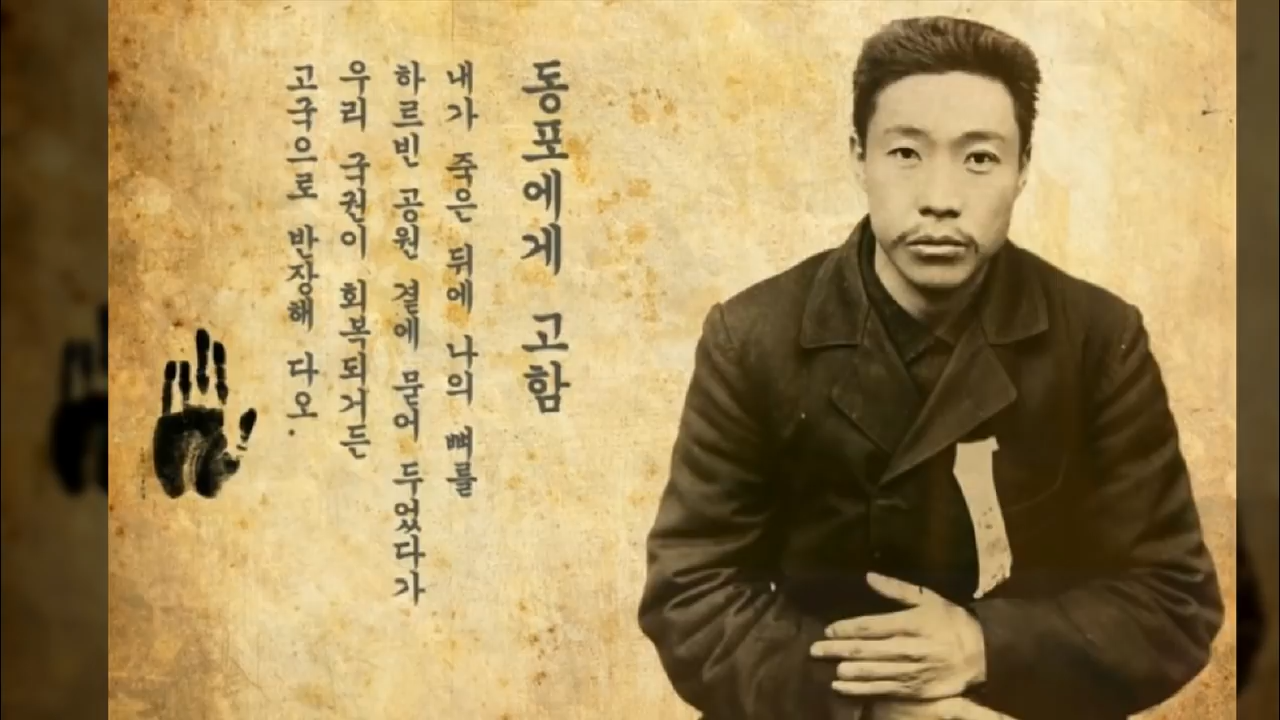 동포에게 고함
내가 죽은 뒤에 나의 뼈를
하르빈 공원 곁에 묻어 두었다가
우리 국권이 회복되거든
고국으로 반장해 다오.